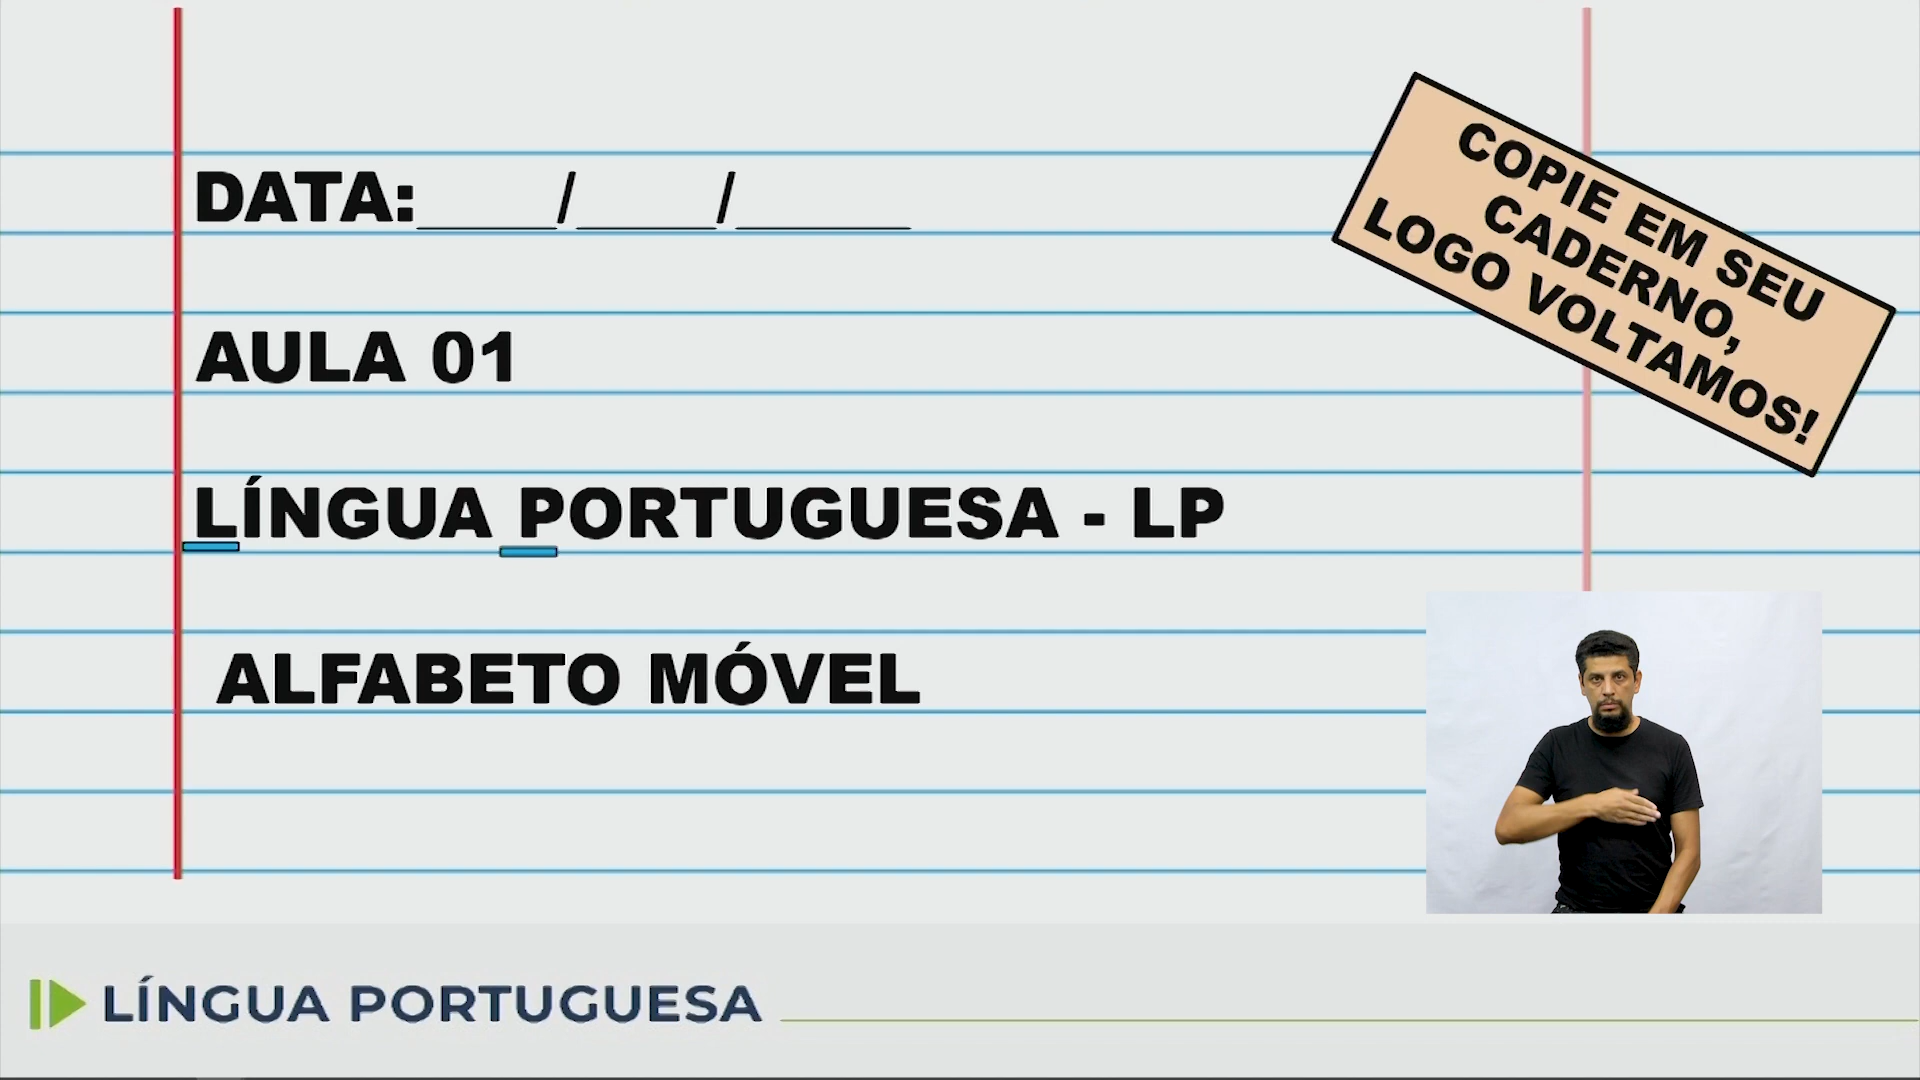 DATA:____/____/_____
AULA 01
LÍNGUA PORTUGUESA - LP
ALFABETO MÓVEL
COPIE EM SEU
CADERNO,
LOGO VOLTAMOS!
LÍNGUA PORTUGUESA